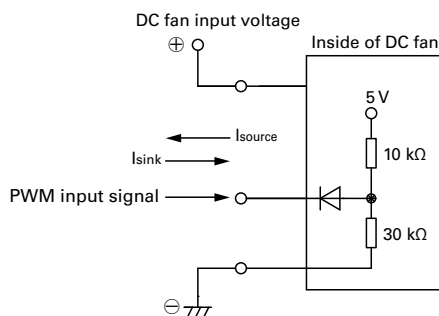 DC fan input voltage
⊕
Inside of DC fan
5 V
Isource
10 kΩ
Isink
PWM input signal
30 kΩ
⊖